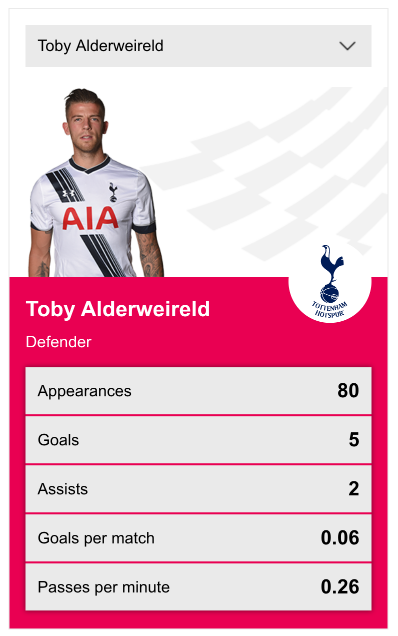 Toby Alderweireld
AIA
TOTTENHAM
HOTSPUR
Toby Alderweireld
Defender
Appearances 80
Goals 5
Assists 2
Goals per match 0.06
Passes per minute 0.26